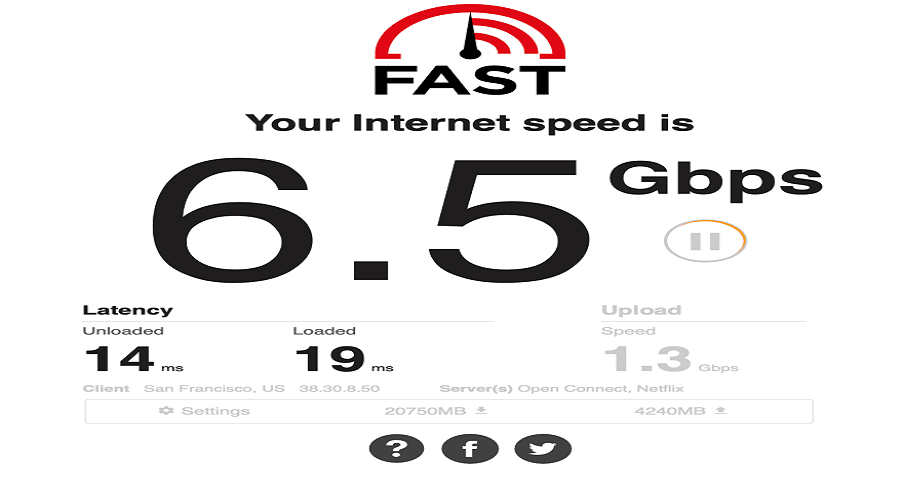 FAST
Your Internet speed is
6.5 Gbps
Latency
Upload
Unloaded
Loaded
Speed
14 ms
19 ms
1.3 Gbps
Client San Francisco, US 38.30.8.50 Server(s) Open Connect, Netflix
Settings 20750MB 4240MB
? f